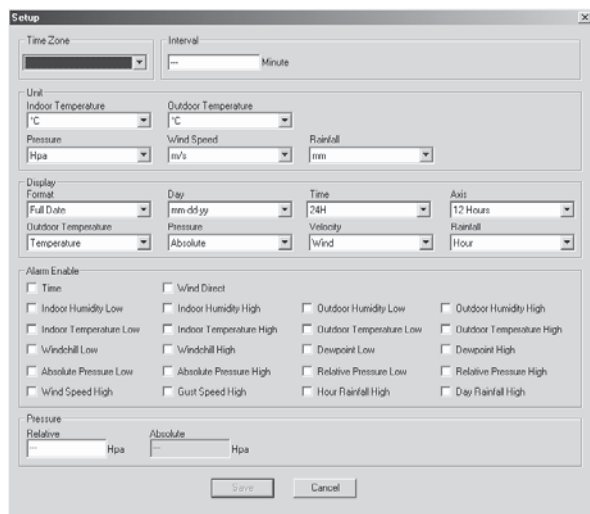 Setup
Time Zone
Interval
---
Minute
Unit
Indoor Temperature Outdoor Temperature
°C °C
Pressure Wind Speed Rainfall
Hpa m/s mm
Display
Format Day Time Axis
Full Date mm-dd-yy 24H 12 Hours
Outdoor Temperature Pressure Velocity Rainfall
Temperature Absolute Wind Hour
Alarm Enable
Time Wind Direct
Indoor Humidity Low Indoor Humidity High Outdoor Humidity Low Outdoor Humidity High
Indoor Temperature Low Indoor Temperature High Outdoor Temperature Low Outdoor Temperature High
Windchill Low Windchill High Dewpoint Low Dewpoint High
Absolute Pressure Low Absolute Pressure High Relative Pressure Low Relative Pressure High
Wind Speed High Gust Speed High Hour Rainfall High Day Rainfall High
Pressure
Relative Absolute
--- Hpa --- Hpa
Save Cancel